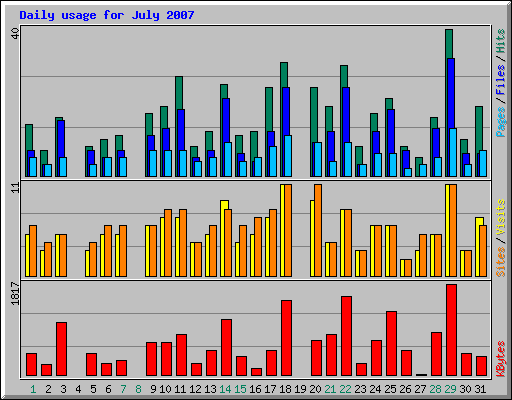 Daily usage for July 2007
40
Pages / Files / Hits
11
Sites / Visits
1817
KBytes
1 2 3 4 5 6 7 8 9 10 11 12 13 14 15 16 17 18 19 20 21 22 23 24 25 26 27 28 29 30 31